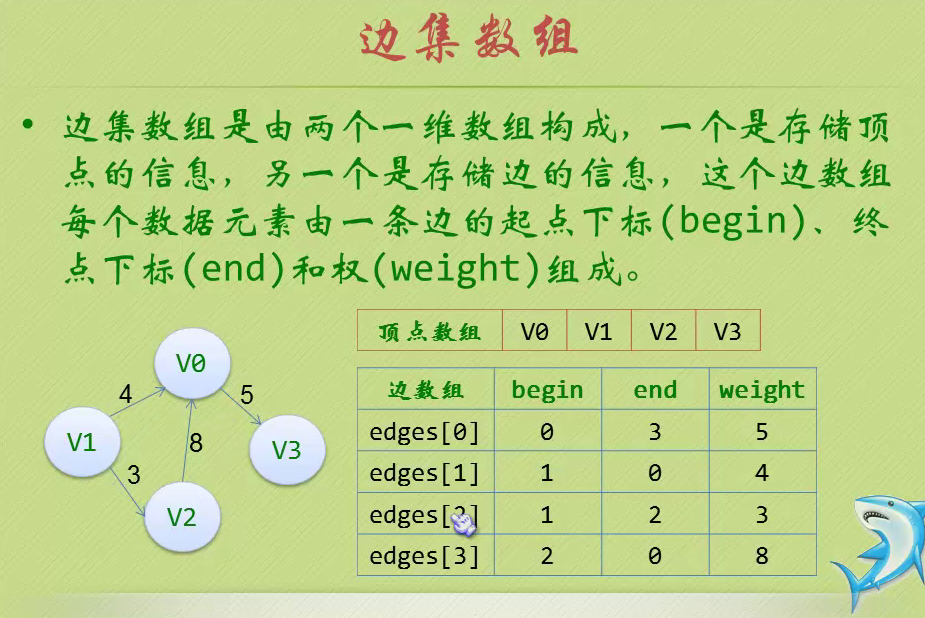 边集数组
• 边集数组是由两个一维数组构成，一个是存储顶
点的信息，另一个是存储边的信息，这个边数组
每个数据元素由一条边的起点下标(begin)、终
点下标(end)和权(weight)组成。
顶点数组 V0 V1 V2 V3
边数组 begin end weight
edges[0] 0 3 5
edges[1] 1 0 4
edges[2] 1 2 3
edges[3] 2 0 8
V0
4
5
V1
8
V3
3
V2